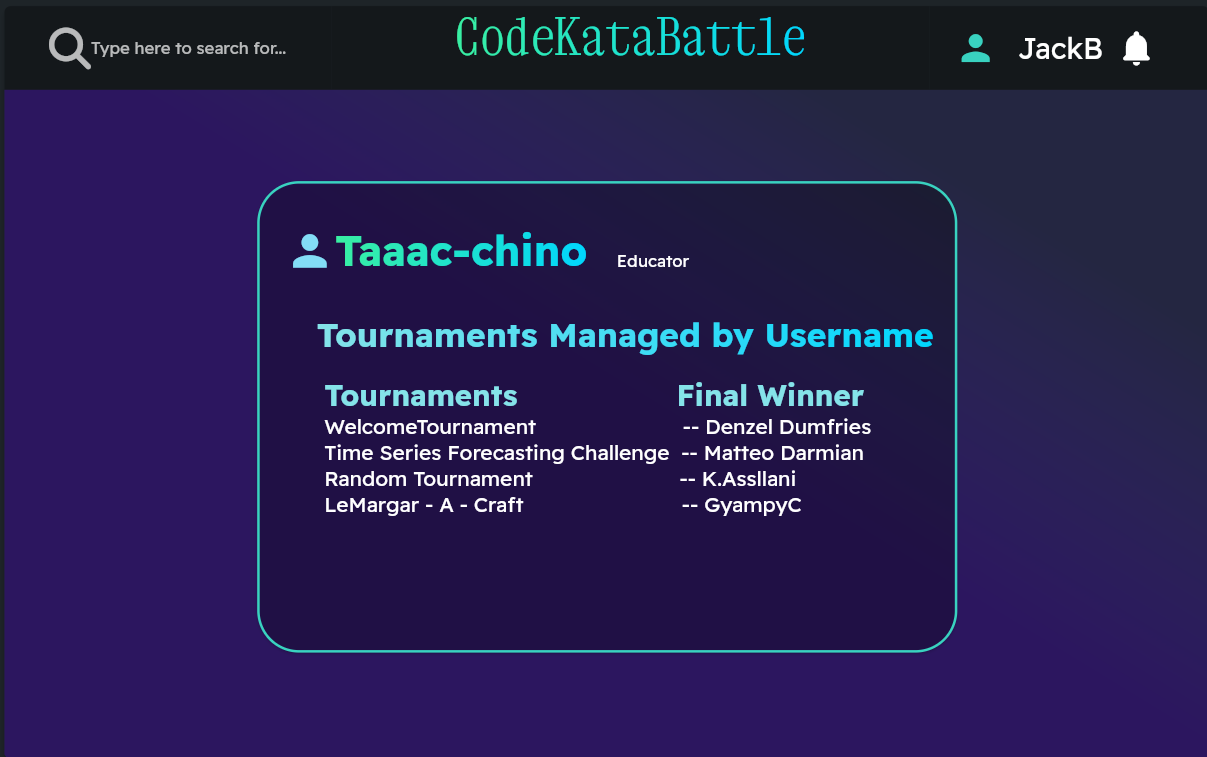 Type here to search for...
CodeKataBattle
JackB
Taaac-chino
Educator
Tournaments Managed by Username
Tournaments Final Winner
WelcomeTournament -- Denzel Dumfries
Time Series Forecasting Challenge -- Matteo Darmian
Random Tournament -- K.Assllani
LeMargar - A - Craft -- GyampyC